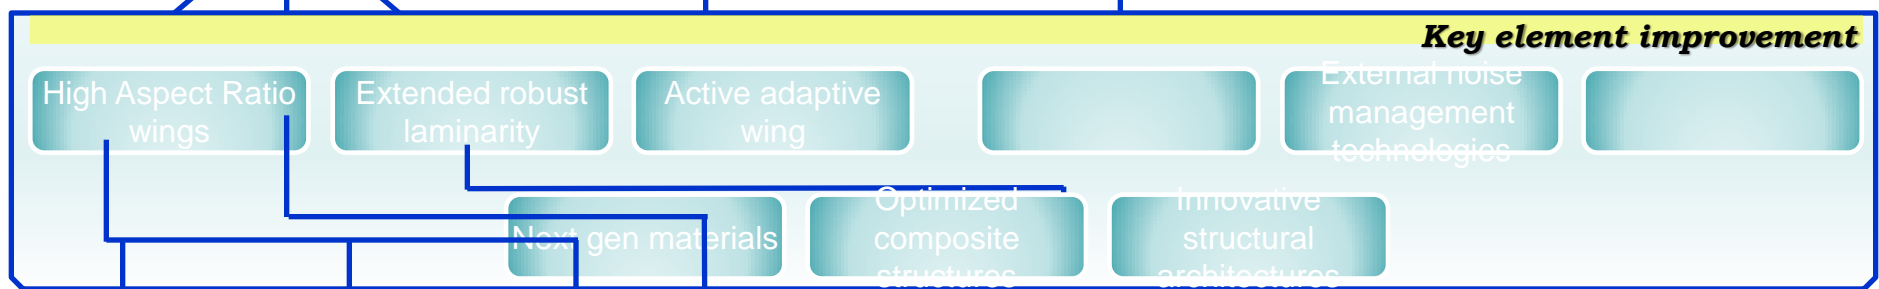 Key element improvement
High Aspect Ratio
wings
Extended robust
laminarity
Active adaptive
wing
External noise
management
technologies
Next gen materials
Optimized
composite
structures
Innovative
structural
architectures